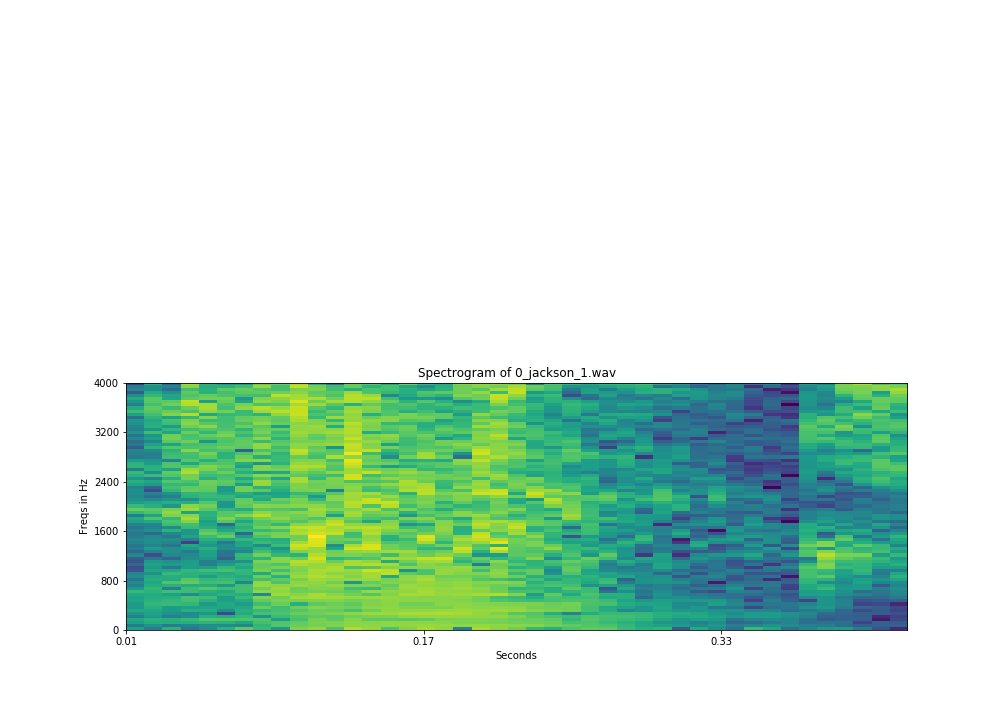 Spectrogram of 0_jackson_1.wav
4000
3200
2400
1600
800
0
Freqs in Hz
0.01 0.17 0.33
Seconds